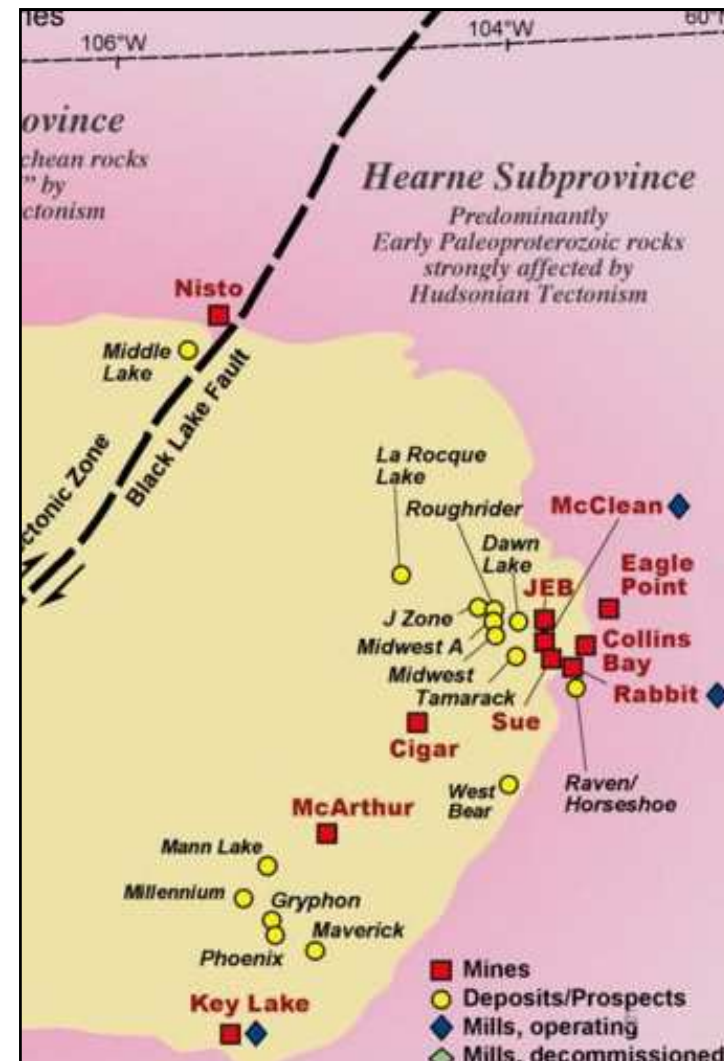 106°W
104°W
60°
ovince
chean rocks
" by
ctonism
Hearne Subprovince
Predominantly
Early Paleoproterozoic rocks
strongly affected by
Hudsonian Tectonism
Nisto
Middle
Lake
Black Lake Fault
ctonic Zone
La Rocque
Lake
Roughrider
McClean
Dawn
Lake
JEB
Eagle
Point
J Zone
Midwest A
Collins
Bay
Midwest
Tamarack
Rabbit
Sue
Cigar
West
Bear
Raven/
Horseshoe
McArthur
Mann Lake
Millennium
Gryphon
Maverick
Phoenix
Key Lake
Mines
Deposits/Prospects
Mills, operating
Mills, decommissioned